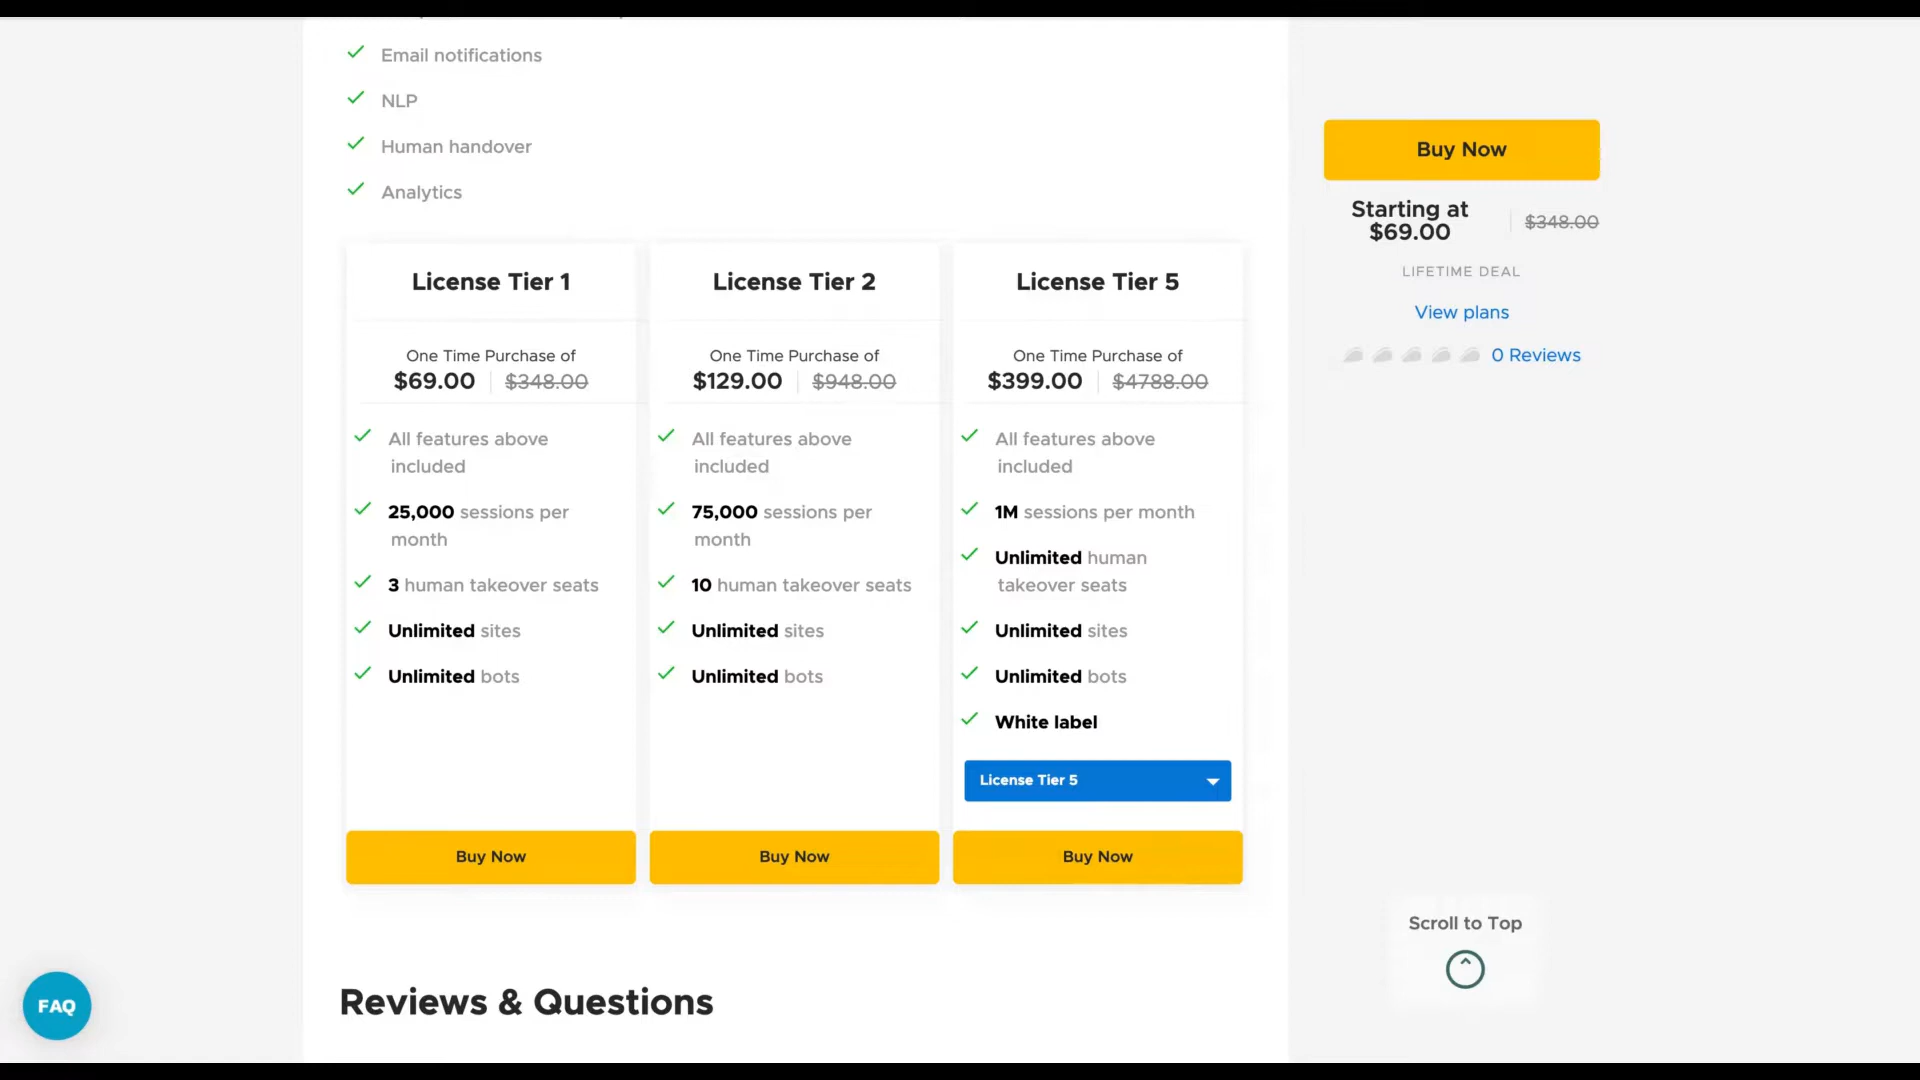 Email notifications
NLP
Human handover
Analytics
License Tier 1
One Time Purchase of
$69.00 $348.00
All features above
included
25,000 sessions per
month
3 human takeover seats
Unlimited sites
Unlimited bots
Buy Now
License Tier 2
One Time Purchase of
$129.00 $948.00
All features above
included
75,000 sessions per
month
10 human takeover seats
Unlimited sites
Unlimited bots
Buy Now
License Tier 5
One Time Purchase of
$399.00 $4788.00
All features above
included
1M sessions per month
Unlimited human
takeover seats
Unlimited sites
Unlimited bots
White label
License Tier 5
Buy Now
Buy Now
Starting at
$69.00 $348.00
LIFETIME DEAL
View plans
0 Reviews
Scroll to Top
FAQ
Reviews & Questions